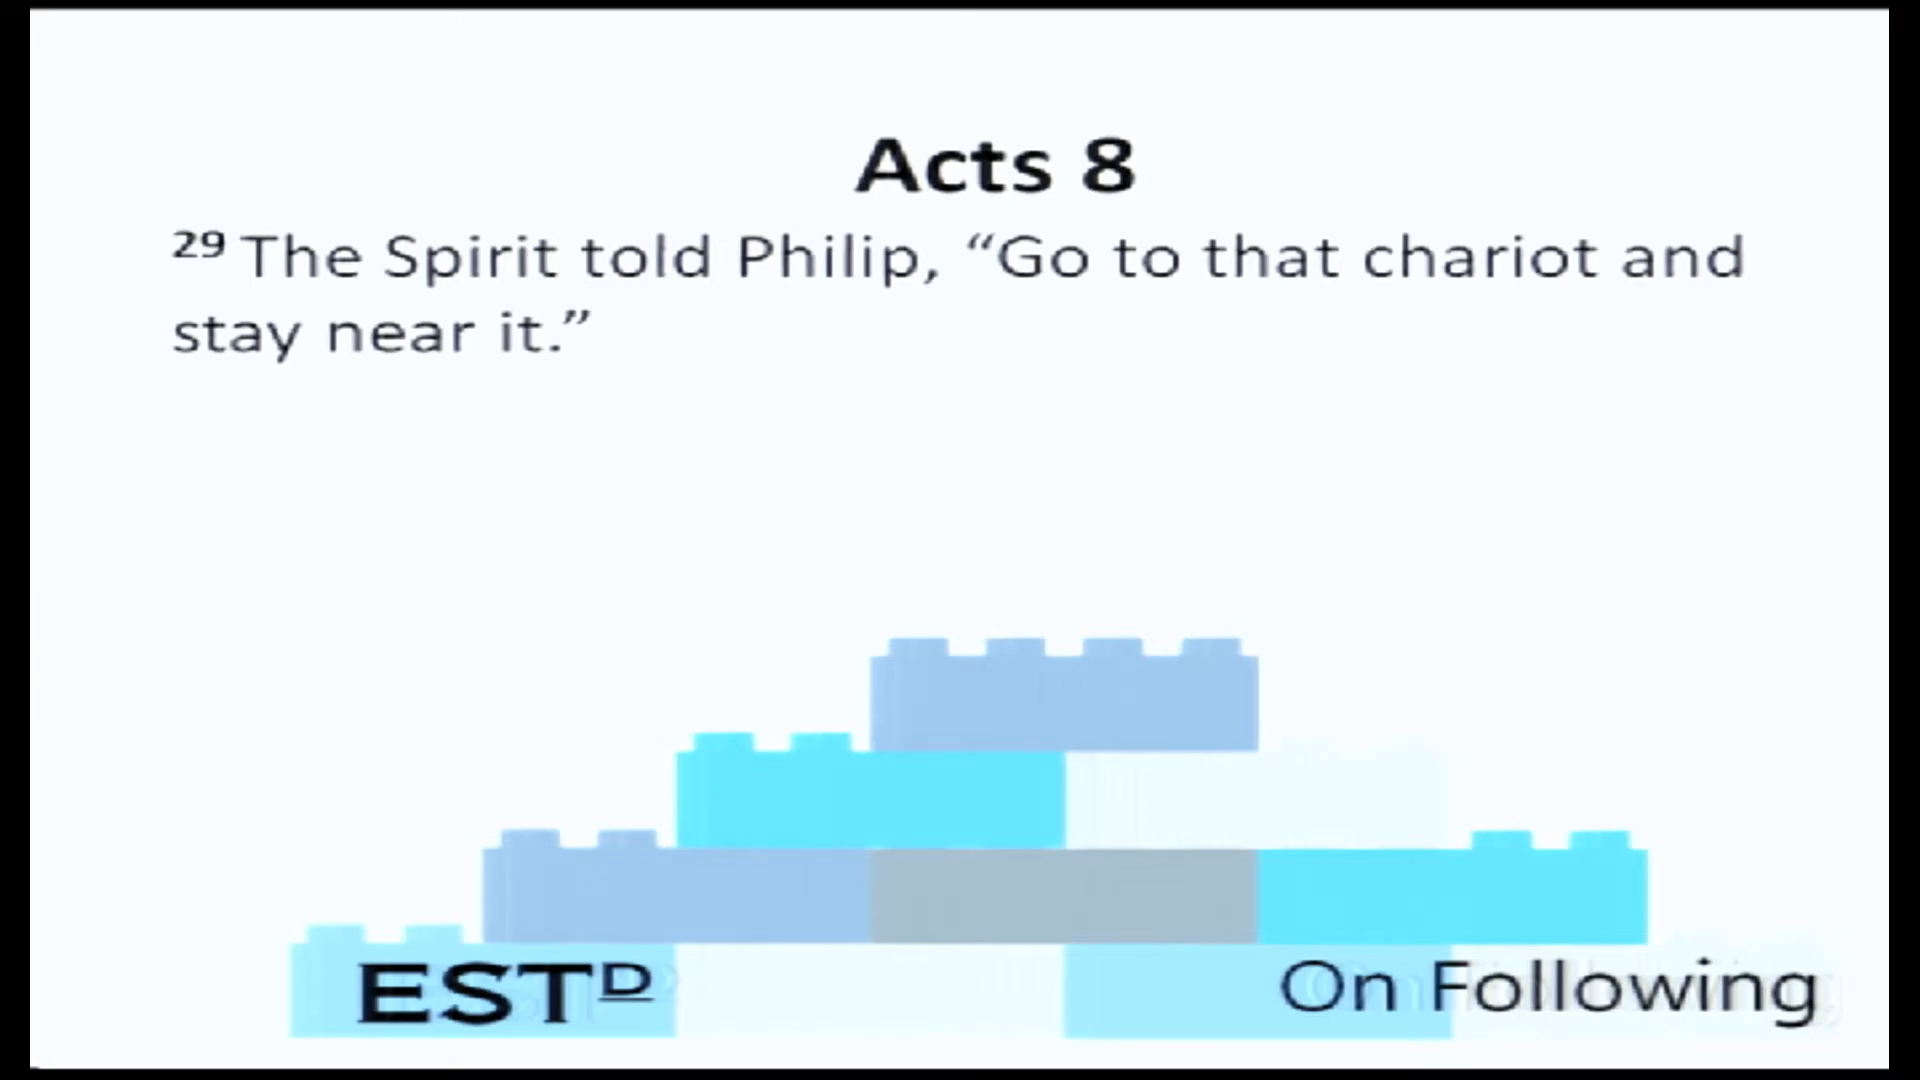 Acts 8
29 The Spirit told Philip, “Go to that chariot and
stay near it.”
ESTD
On Following